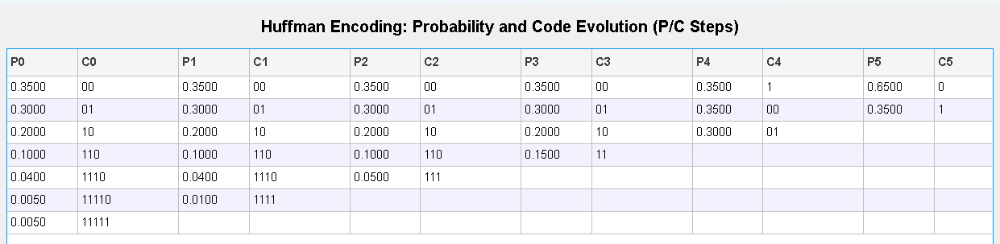 Huffman Encoding: Probability and Code Evolution (P/C Steps)
P0 C0 P1 C1 P2 C2 P3 C3 P4 C4 P5 C5
0.3500 00 0.3500 00 0.3500 00 0.3500 00 0.3500 1 0.6500 0
0.3000 01 0.3000 01 0.3000 01 0.3000 01 0.3500 00 0.3500 1
0.2000 10 0.2000 10 0.2000 10 0.2000 10 0.3000 01
0.1000 110 0.1000 110 0.1000 110 0.1500 11
0.0400 1110 0.0400 1110 0.0500 111
0.0050 11110 0.0100 1111
0.0050 11111